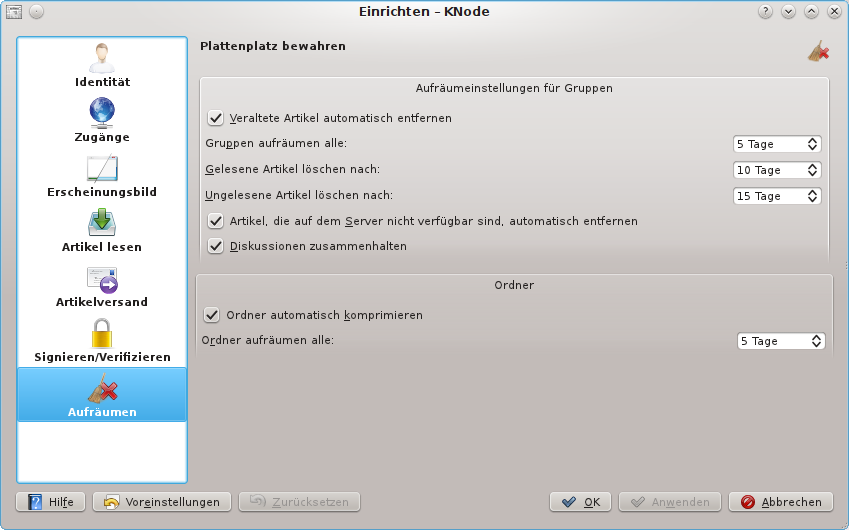 Einrichten – KNode
Plattenplatz bewahren
Identität
Zugänge
Erscheinungsbild
Artikel lesen
Artikelversand
Signieren/Verifizieren
Aufräumen
Aufräumeinstellungen für Gruppen
Veraltete Artikel automatisch entfernen
Gruppen aufräumen alle: 5 Tage
Gelesene Artikel löschen nach: 10 Tage
Ungelesene Artikel löschen nach: 15 Tage
Artikel, die auf dem Server nicht verfügbar sind, automatisch entfernen
Diskussionen zusammenhalten
Ordner
Ordner automatisch komprimieren
Ordner aufräumen alle: 5 Tage
Hilfe Voreinstellungen Zurücksetzen OK Anwenden Abbrechen